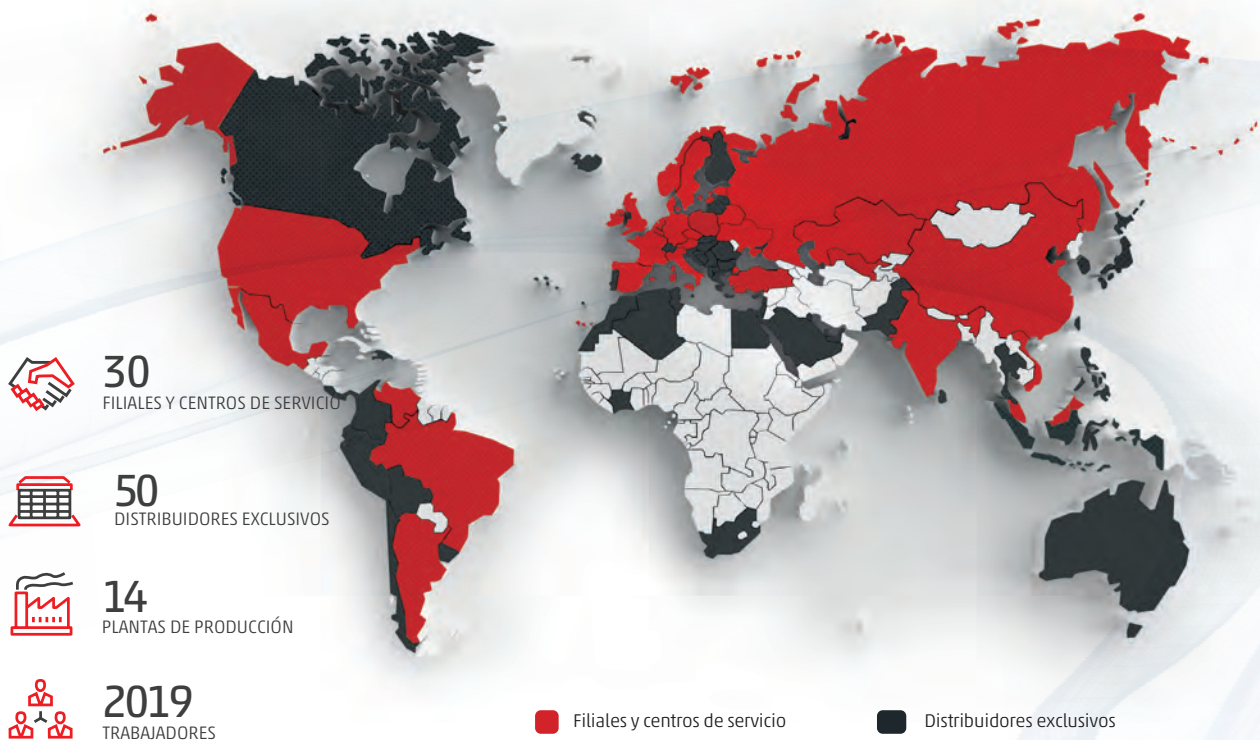 30
FILIALES Y CENTROS DE SERVICIO
50
DISTRIBUIDORES EXCLUSIVOS
14
PLANTAS DE PRODUCCIÓN
2019
TRABAJADORES
Filiales y centros de servicio
Distribuidores exclusivos